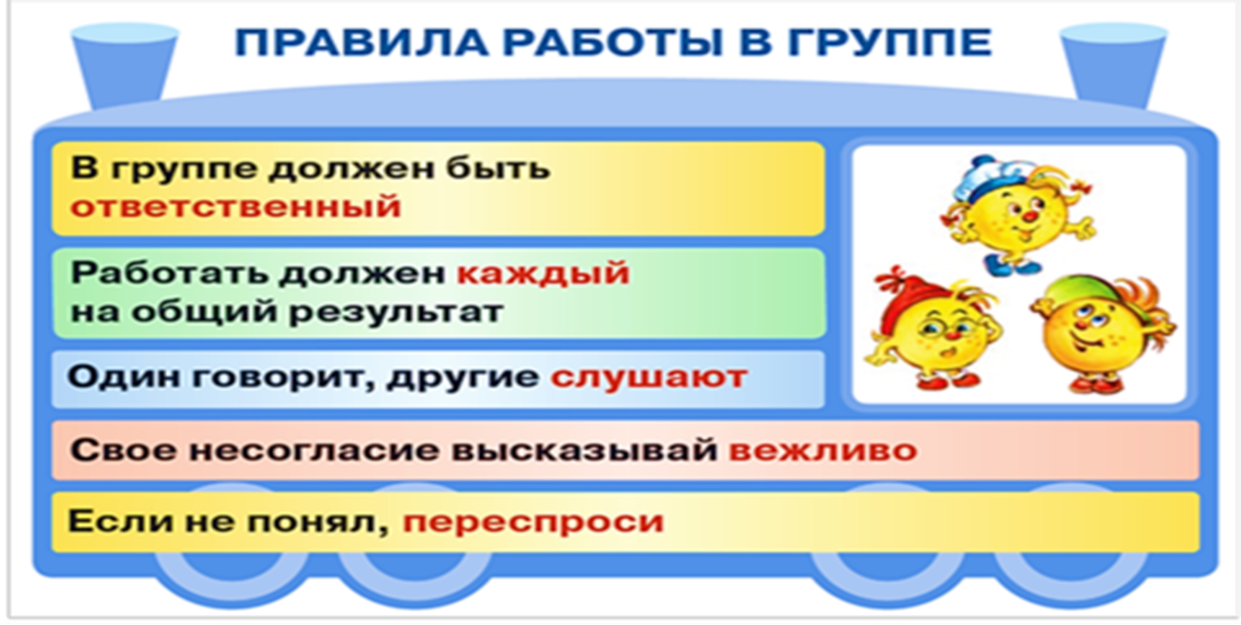 ПРАВИЛА РАБОТЫ В ГРУППЕ
В группе должен быть
ответственный
Работать должен каждый
на общий результат
Один говорит, другие слушают
Свое несогласие высказывай вежливо
Если не понял, переспроси